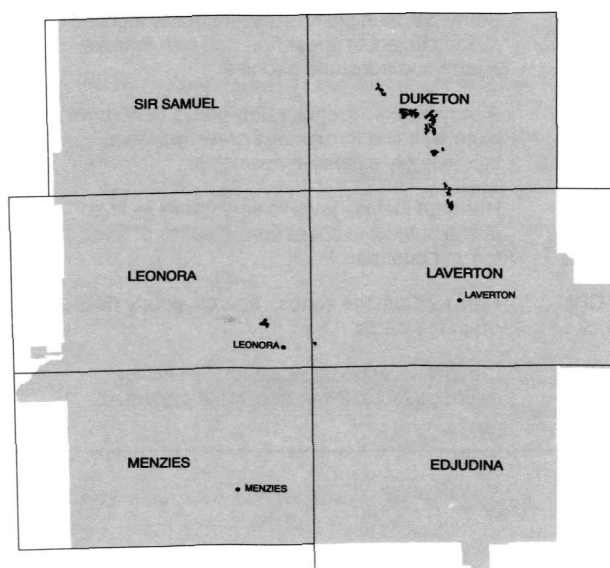 SIR SAMUEL
DUKETON
LEONORA
LAVERTON
LAVERTON
LEONORA
MENZIES
EDJUDINA
MENZIES